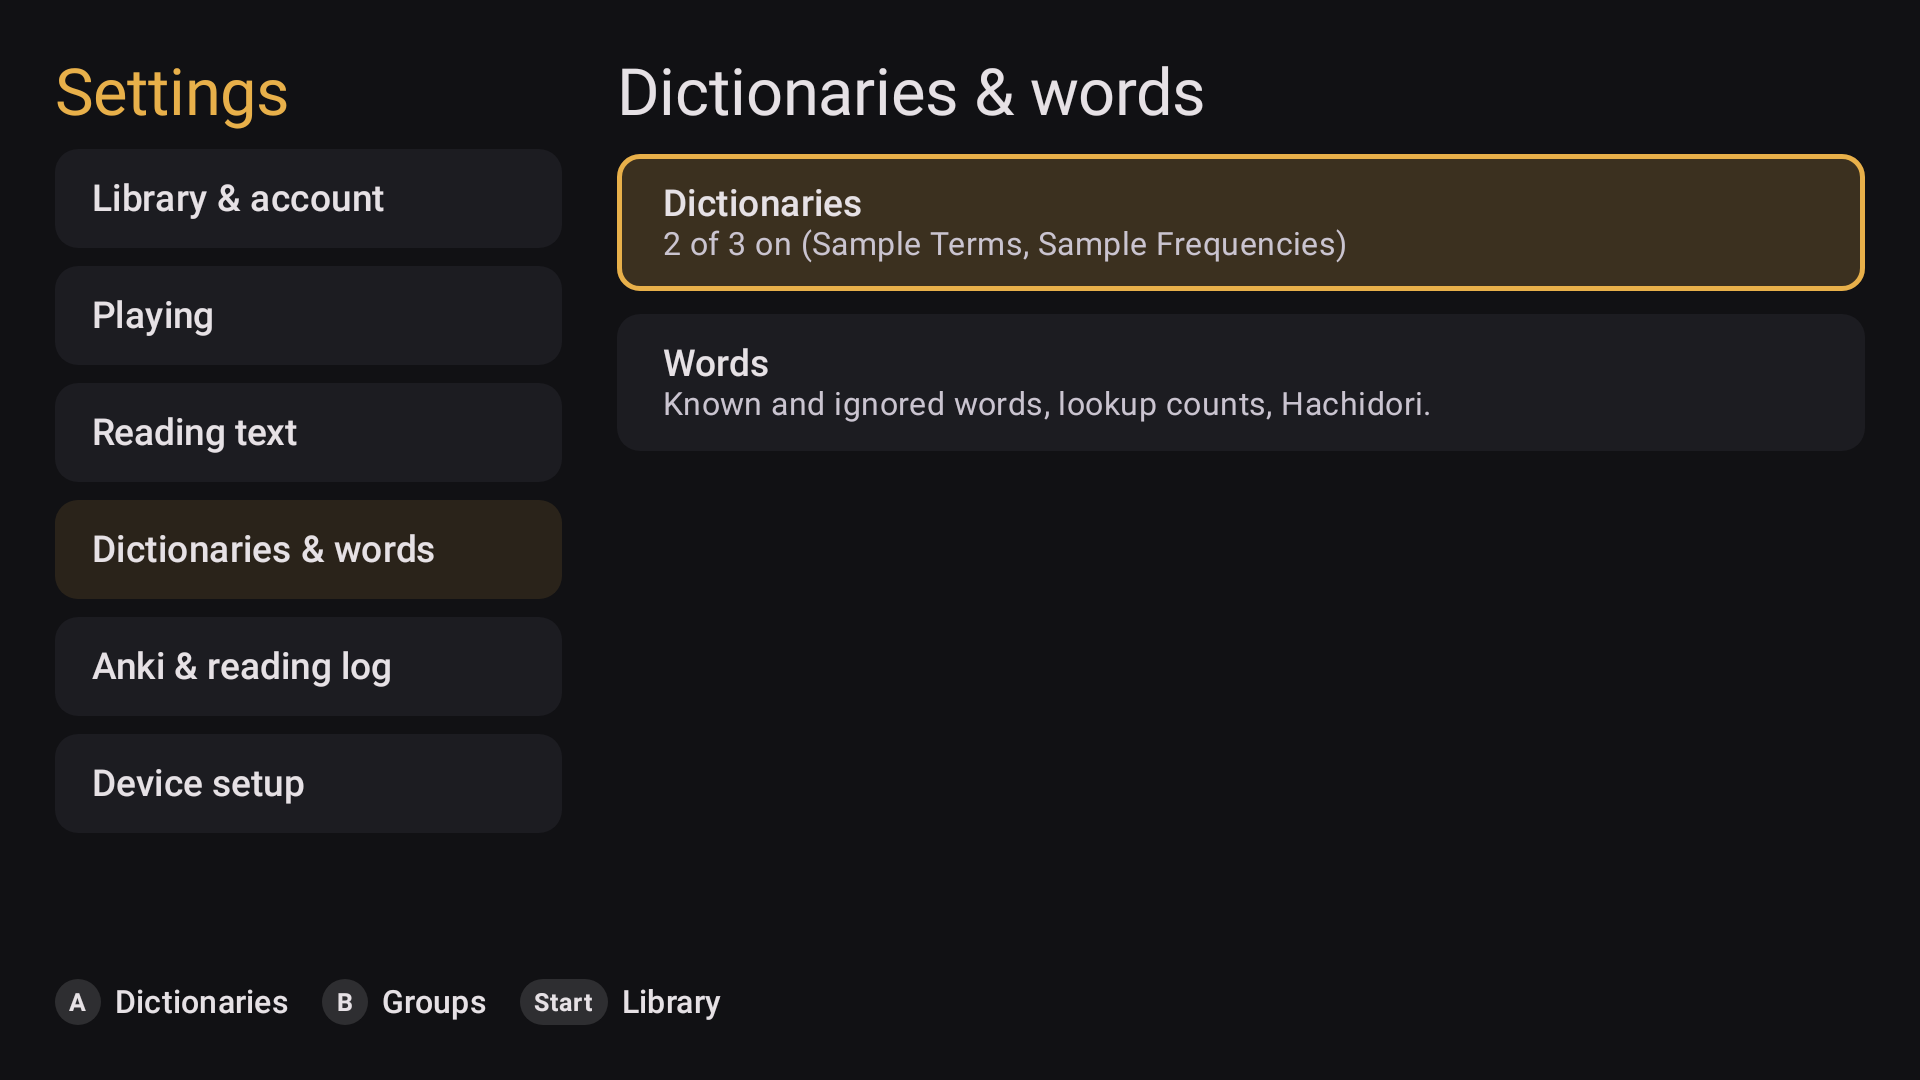 Settings
Library & account
Playing
Reading text
Dictionaries & words
Anki & reading log
Device setup
Dictionaries & words
Dictionaries
2 of 3 on (Sample Terms, Sample Frequencies)
Words
Known and ignored words, lookup counts, Hachidori.
A Dictionaries B Groups Start Library